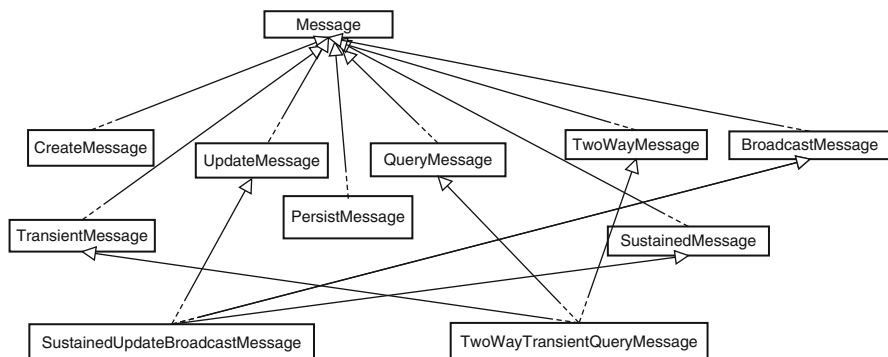 Message
CreateMessage
UpdateMessage
QueryMessage
TwoWayMessage
BroadcastMessage
PersistMessage
TransientMessage
SustainedMessage
SustainedUpdateBroadcastMessage
TwoWayTransientQueryMessage